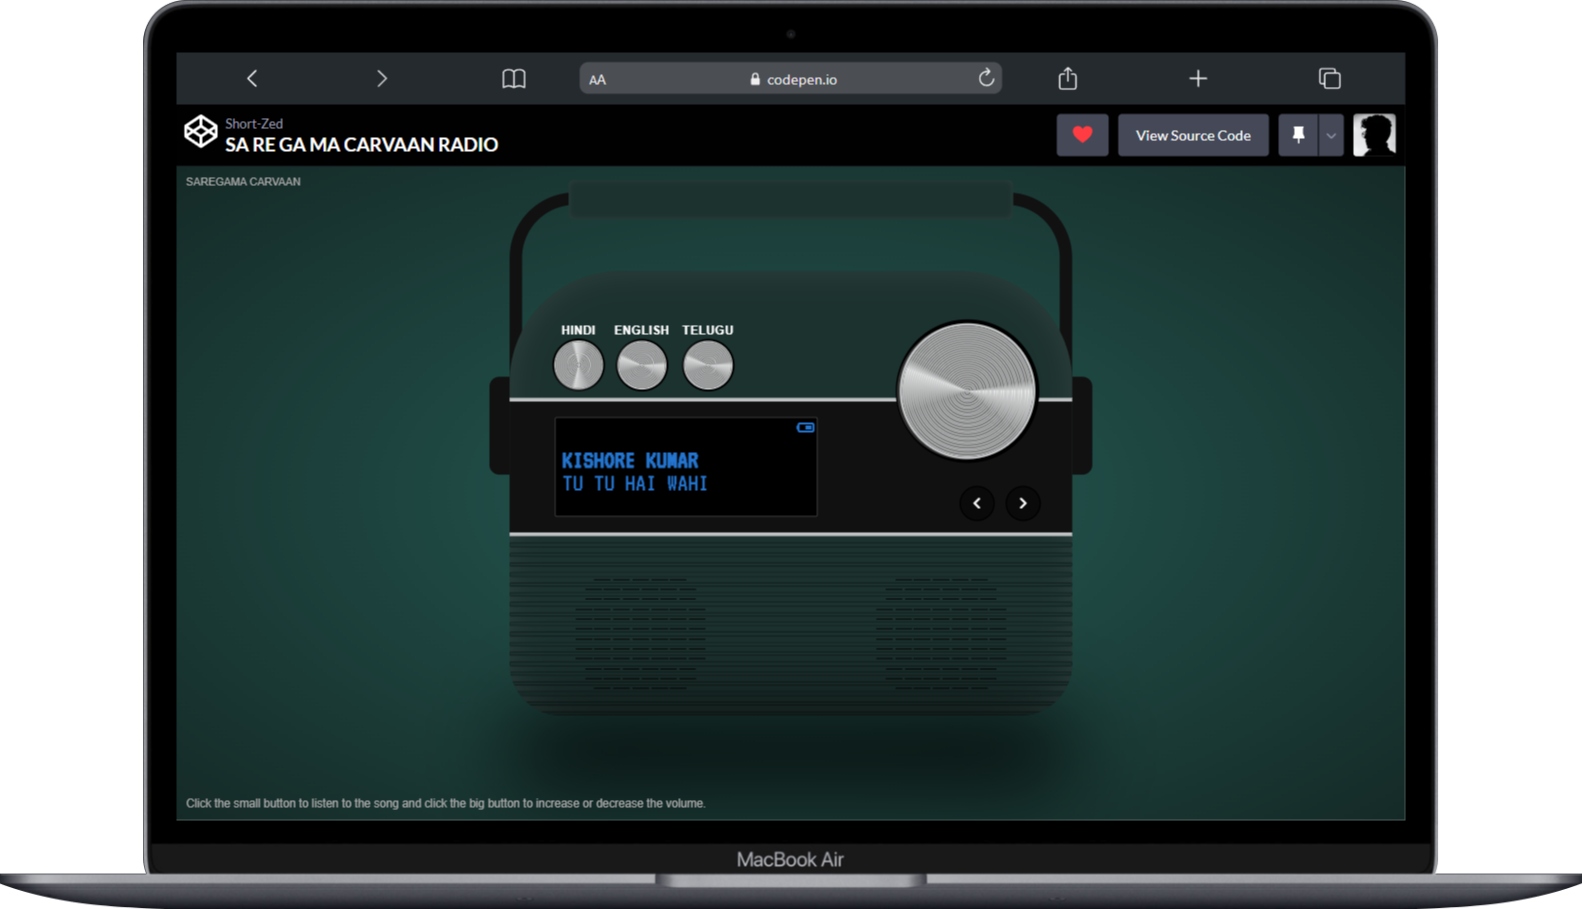 AA
codepen.io
Short-Zed
SA RE GA MA CARVAAN RADIO
View Source Code
SAREGAMA CARVAAN
HINDI ENGLISH TELUGU
KISHORE KUMAR
TU TU HAI WAHI
Click the small button to listen to the song and click the big button to increase or decrease the volume.
MacBook Air